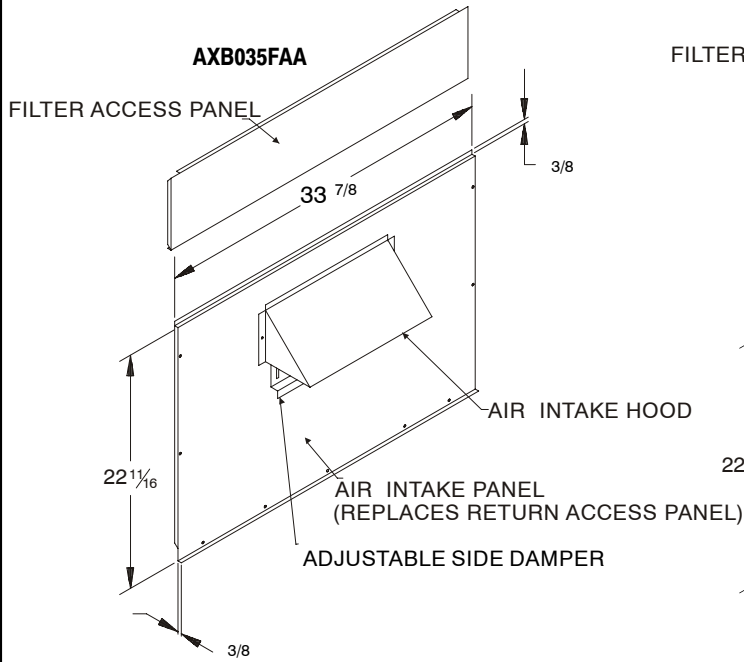 AXB035FAA
FILTER
FILTER ACCESS PANEL
3/8
33 7/8
AIR INTAKE HOOD
22 11/16
22
AIR INTAKE PANEL
(REPLACES RETURN ACCESS PANEL)
ADJUSTABLE SIDE DAMPER
3/8